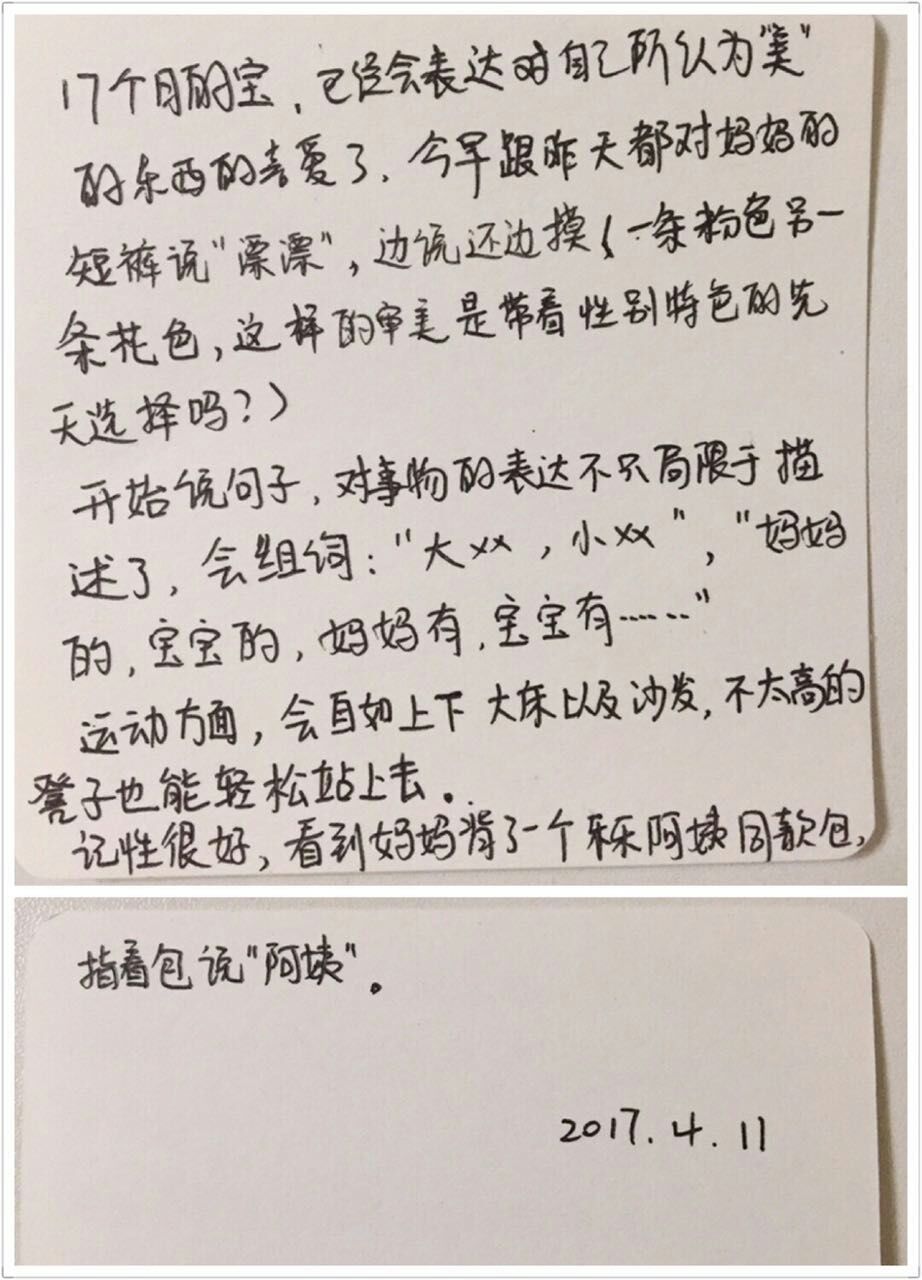 17个月的宝，已经会表达对自己所认为"美"
的东西的喜爱了，今早跟昨天都对妈妈的
短裤说"漂漂"，边说还边摸（一条粉色另一
条花色，这样的审美是带着性别特色的先
天选择吗？）
开始说句子，对事物的表达不只局限于描
述了，会组词："大xx，小xx"，"妈妈
的，宝宝的，妈妈有，宝宝有……"
运动方面，会自如上下大床以及沙发，不太高的
凳子也能轻松站上去。
记性很好，看到妈妈背了一个乐乐阿姨同款包，
指着包说"阿姨"。
2017.4.11